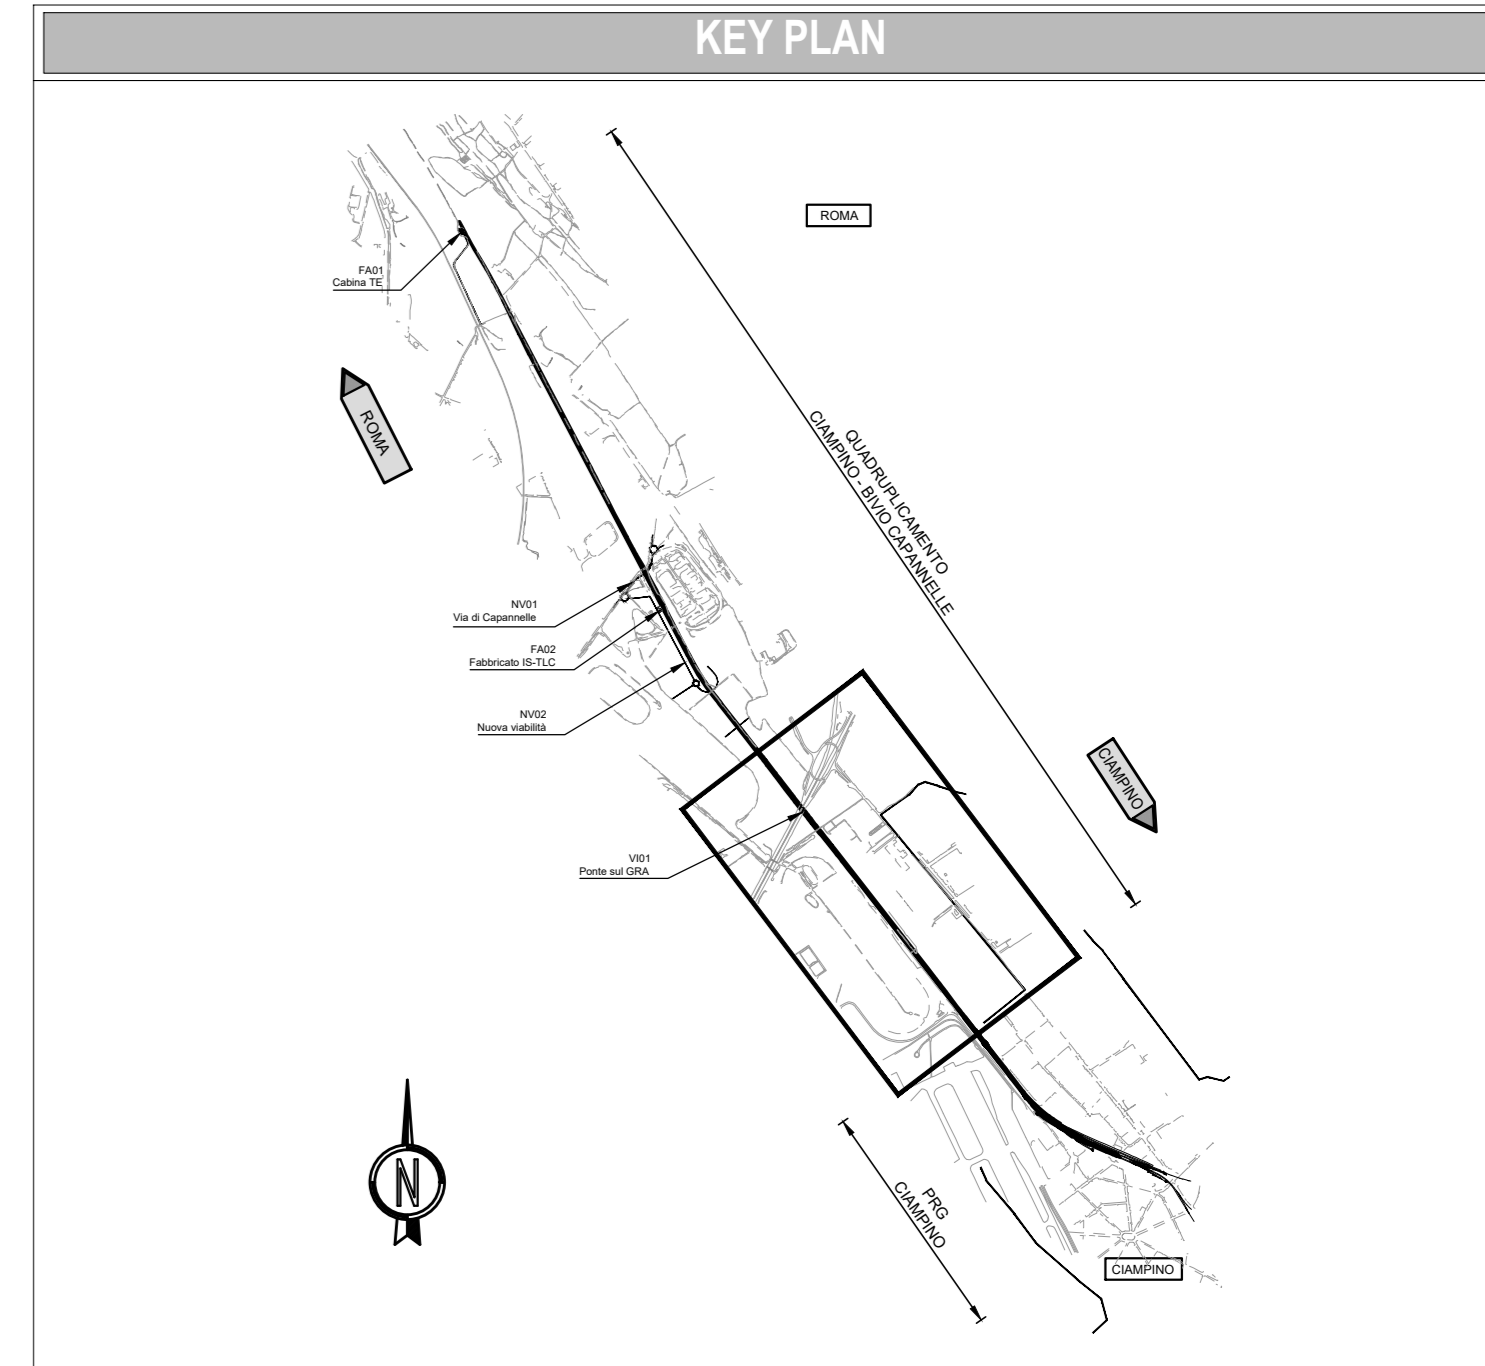 KEY PLAN
ROMA
FA01
Cabina TE
ROMA
QUADRUPLICAMENTO
CIAMPINO - BIVIO CAPANNELLE
NV01
Via di Capannelle
FA02
Fabbricato IS-TLC
NV02
Nuova viabilità
CIAMPINO
VI01
Ponte sul GRA
N
PRG
CIAMPINO
CIAMPINO